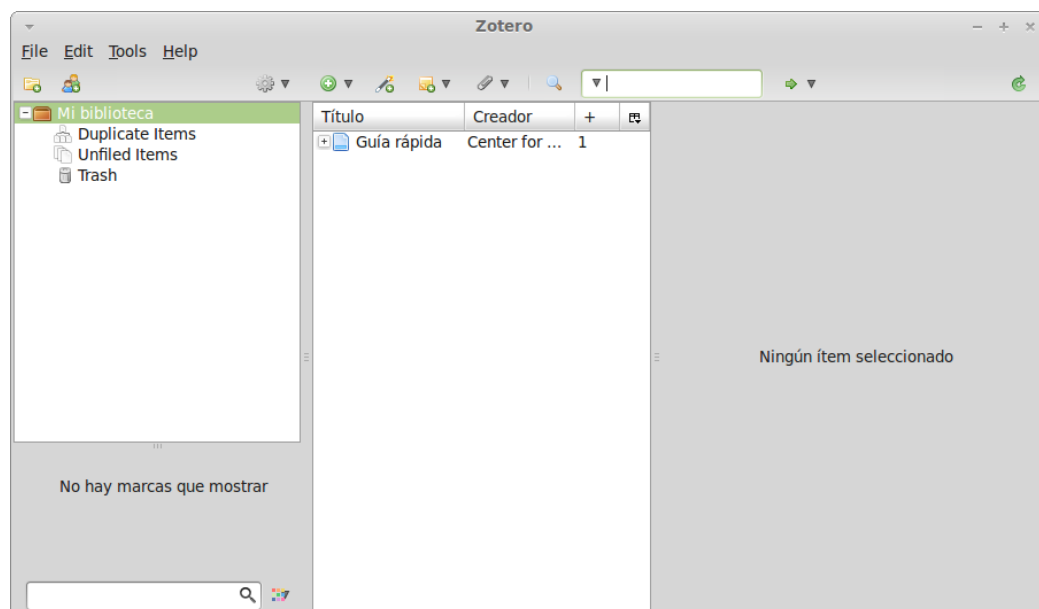 Zotero
File Edit Tools Help
Mi biblioteca
Duplicate Items
Unfiled Items
Trash
Título Creador +
Guía rápida Center for ... 1
Ningún ítem seleccionado
No hay marcas que mostrar